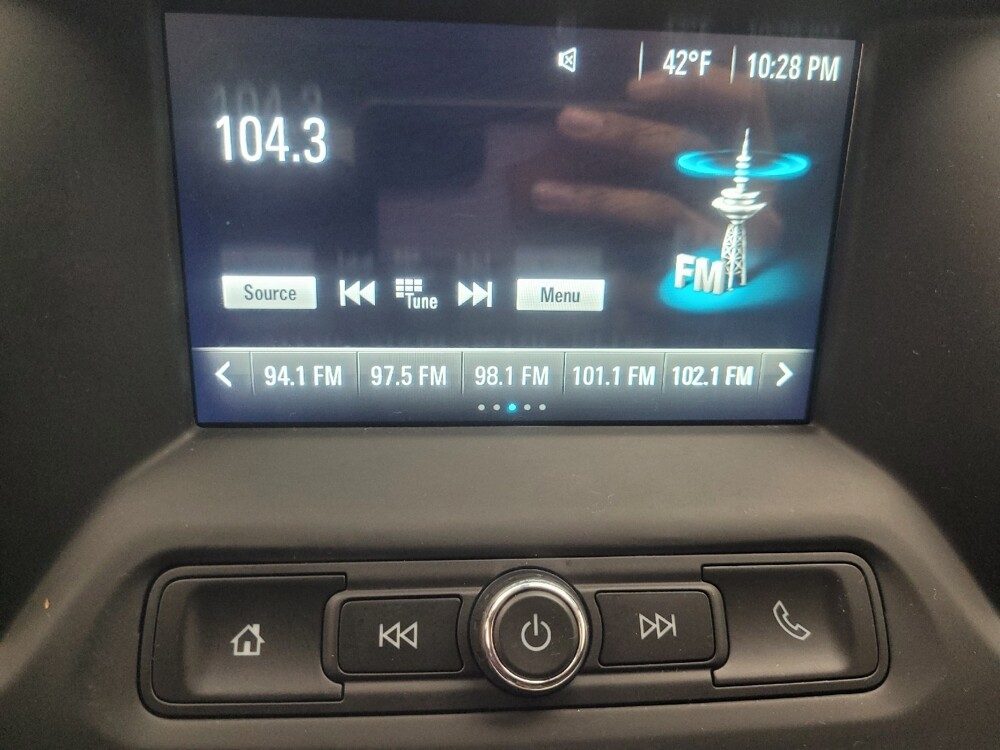 42°F 10:28 PM
104.3
FM
Source Tune Menu
94.1 FM 97.5 FM 98.1 FM 101.1 FM 102.1 FM